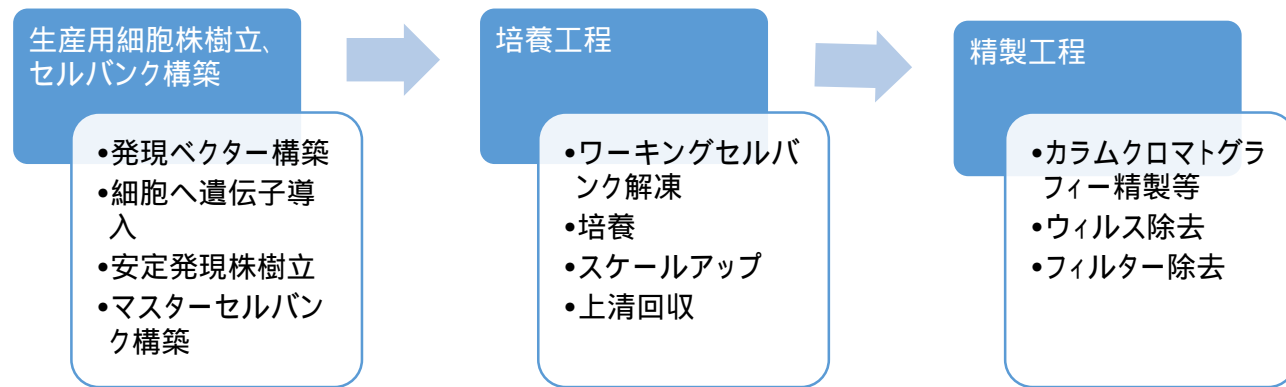 生産用細胞株樹立、
セルバンク構築
•発現ベクター構築
•細胞へ遺伝子導
入
•安定発現株樹立
•マスターセルバン
ク構築
培養工程
•ワーキングセルバ
ンク解凍
•培養
•スケールアップ
•上清回収
精製工程
•カラムクロマトグラ
フィー精製等
•ウィルス除去
•フィルター除去